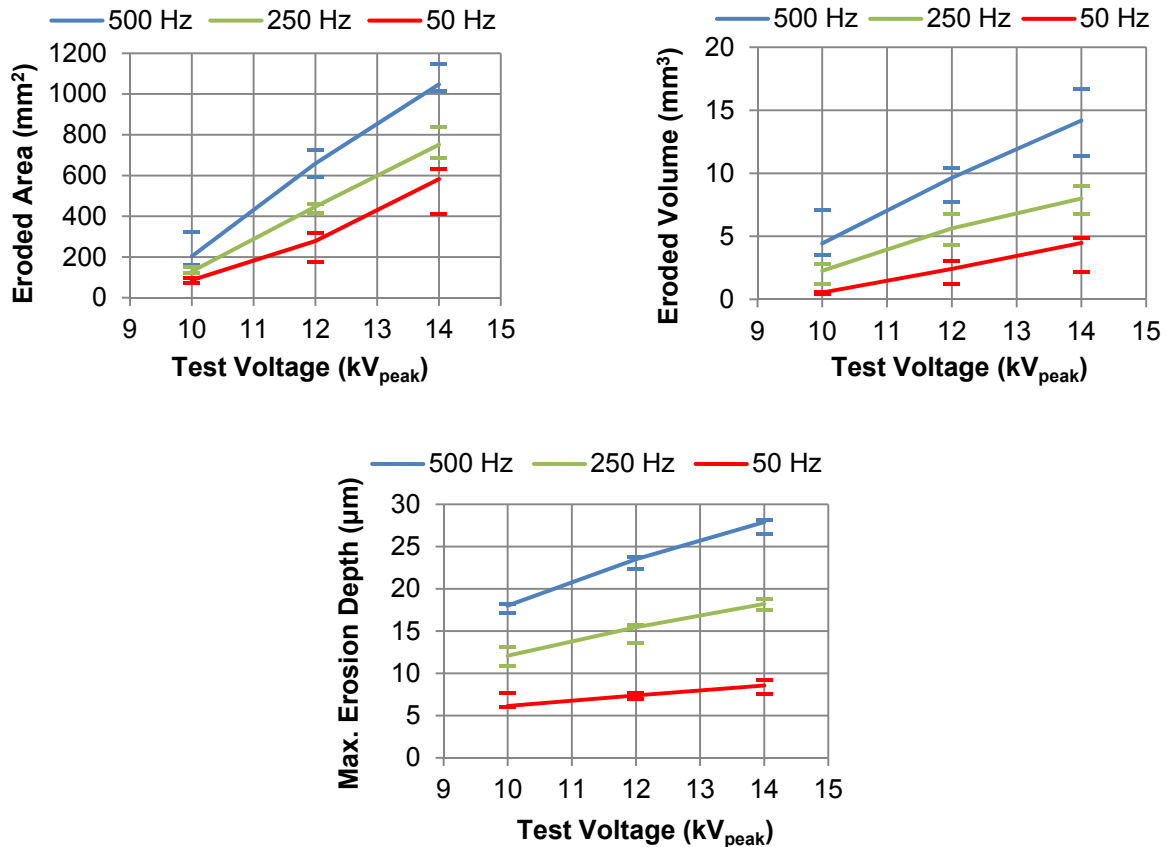 500 Hz 250 Hz 50 Hz
Eroded Area (mm²)
1200
1000
800
600
400
200
0
9 10 11 12 13 14 15
Test Voltage (kVpeak)
500 Hz 250 Hz 50 Hz
Eroded Volume (mm³)
20
15
10
5
0
9 10 11 12 13 14 15
Test Voltage (kVpeak)
500 Hz 250 Hz 50 Hz
Max. Erosion Depth (µm)
30
25
20
15
10
5
0
9 10 11 12 13 14 15
Test Voltage (kVpeak)